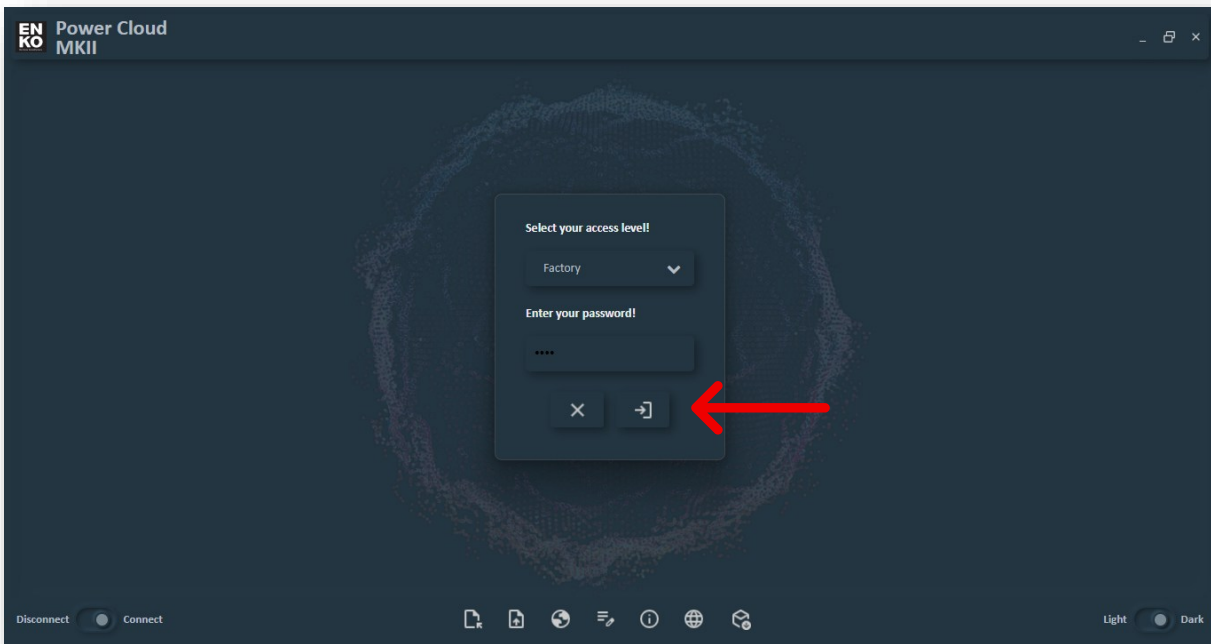 EN
KO
Power Cloud
MKII
Select your access level!
Factory
Enter your password!
Disconnect
Connect
Light
Dark